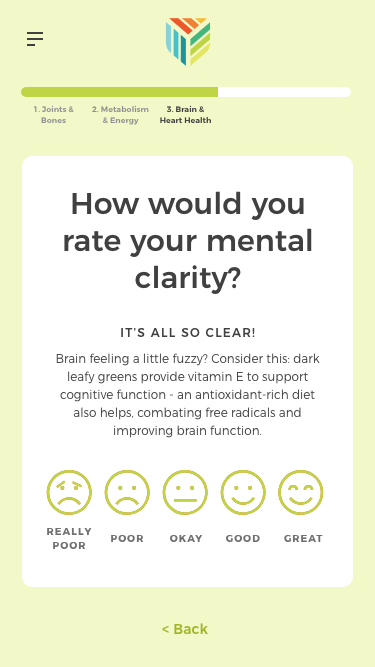 1. Joints &
Bones
2. Metabolism
& Energy
3. Brain &
Heart Health
How would you
rate your mental
clarity?
IT'S ALL SO CLEAR!
Brain feeling a little fuzzy? Consider this: dark
leafy greens provide vitamin E to support
cognitive function - an antioxidant-rich diet
also helps, combating free radicals and
improving brain function.
REALLY
POOR
POOR
OKAY
GOOD
GREAT
< Back